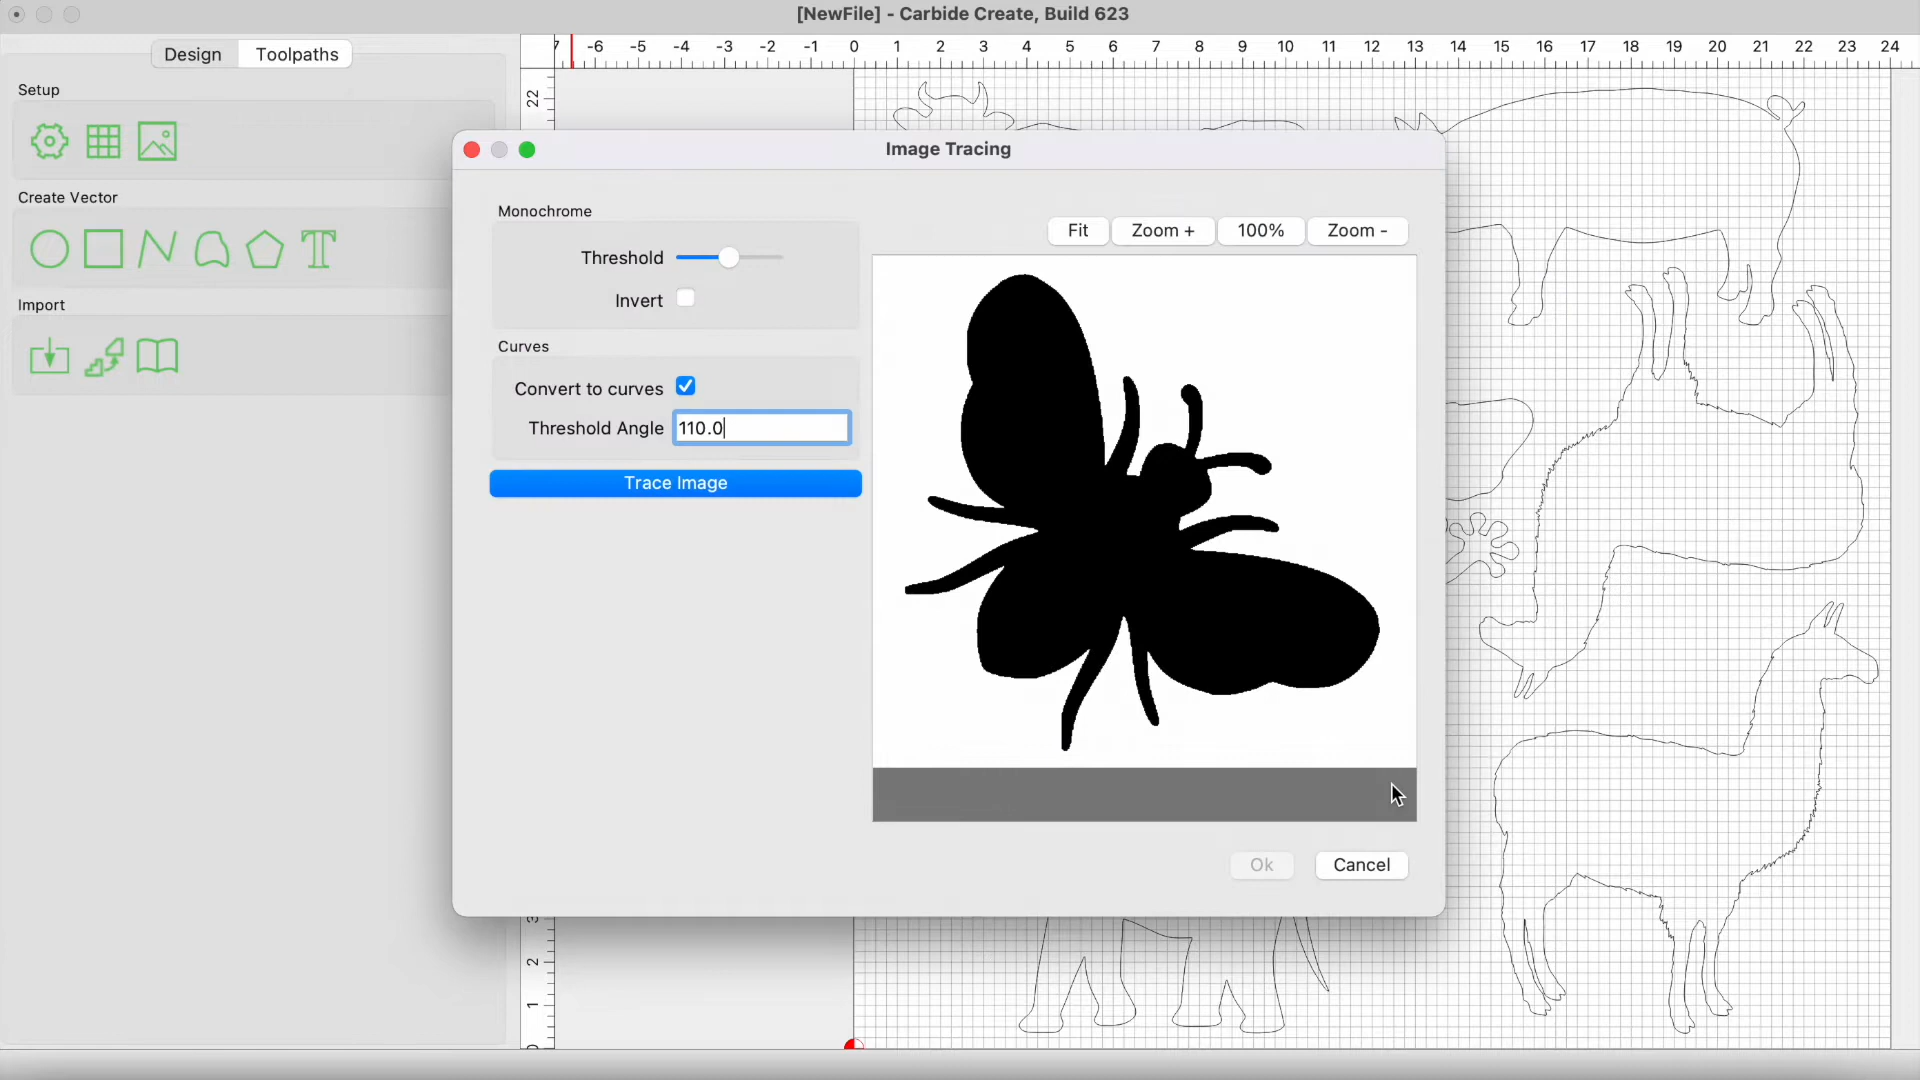 [NewFile] - Carbide Create, Build 623
Design Toolpaths
7 -6 -5 -4 -3 -2 -1 0 1 2 3 4 5 6 7 8 9 10 11 12 13 14 15 16 17 18 19 20 21 22 23 24
Setup
22
Image Tracing
Create Vector
Monochrome
Fit Zoom + 100% Zoom -
Threshold
Invert
Import
Curves
Convert to curves
Threshold Angle 110.0
Trace Image
Ok Cancel
3
2
1
0